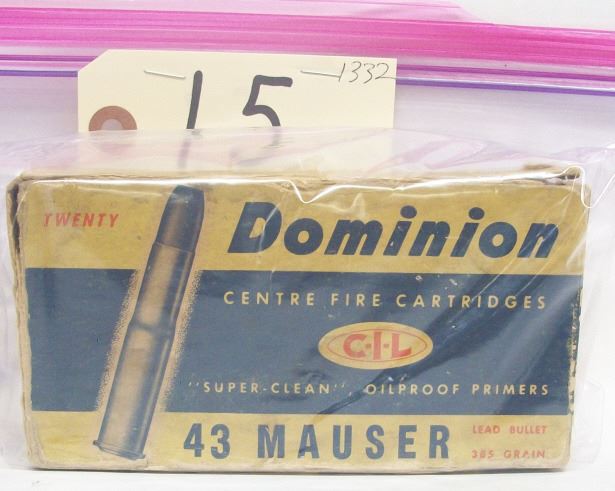 1332
15
TWENTY
Dominion
CENTRE FIRE CARTRIDGES
C-I-L
"SUPER-CLEAN" OILPROOF PRIMERS
43 MAUSER
LEAD BULLET
385 GRAIN